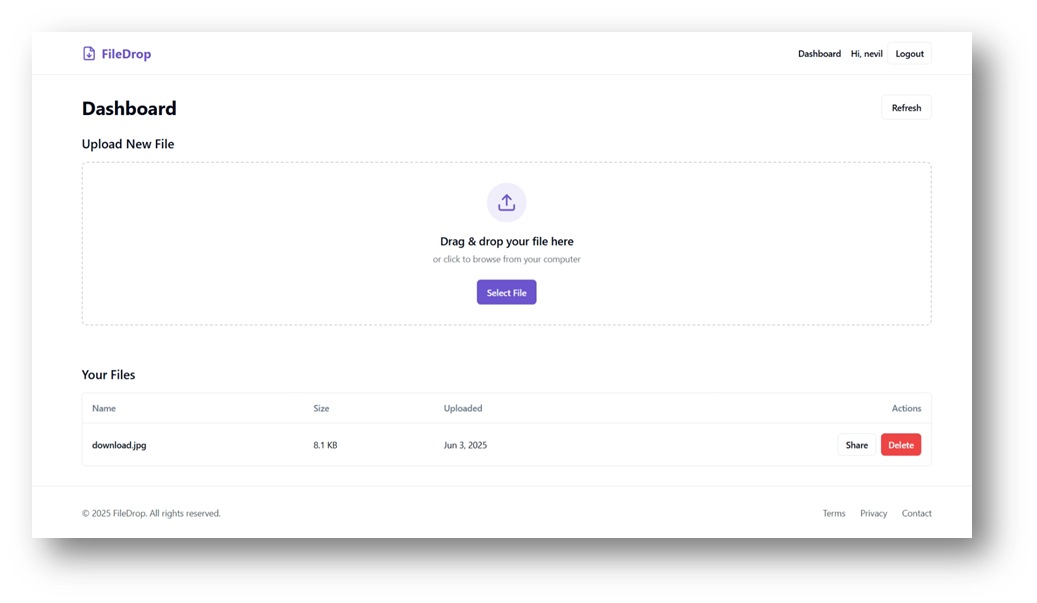 FileDrop
Dashboard Hi, nevil Logout
Dashboard
Refresh
Upload New File
Drag & drop your file here
or click to browse from your computer
Select File
Your Files
Name Size Uploaded Actions
download.jpg 8.1 KB Jun 3, 2025 Share Delete
© 2025 FileDrop. All rights reserved.
Terms Privacy Contact